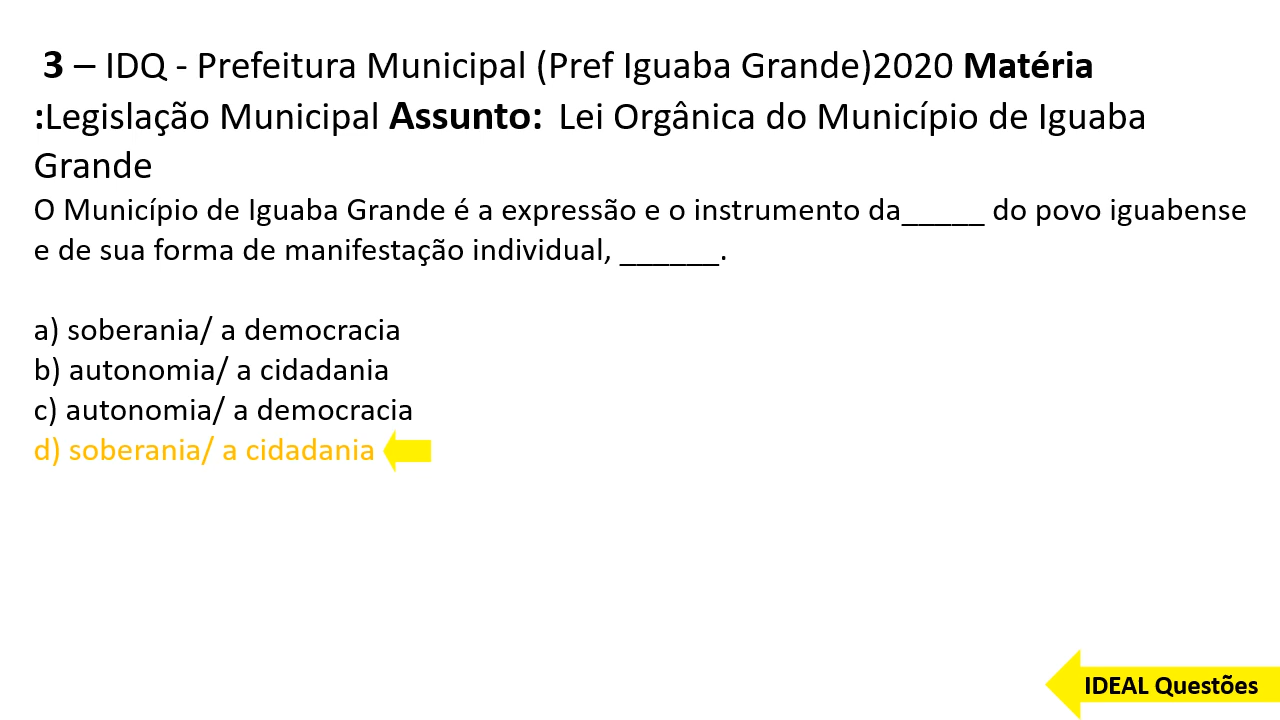 3 – IDQ - Prefeitura Municipal (Pref Iguaba Grande)2020 Matéria
:Legislação Municipal Assunto: Lei Orgânica do Município de Iguaba
Grande
O Município de Iguaba Grande é a expressão e o instrumento da_____ do povo iguabense
e de sua forma de manifestação individual, ______.
a) soberania/ a democracia
b) autonomia/ a cidadania
c) autonomia/ a democracia
d) soberania/ a cidadania
IDEAL Questões